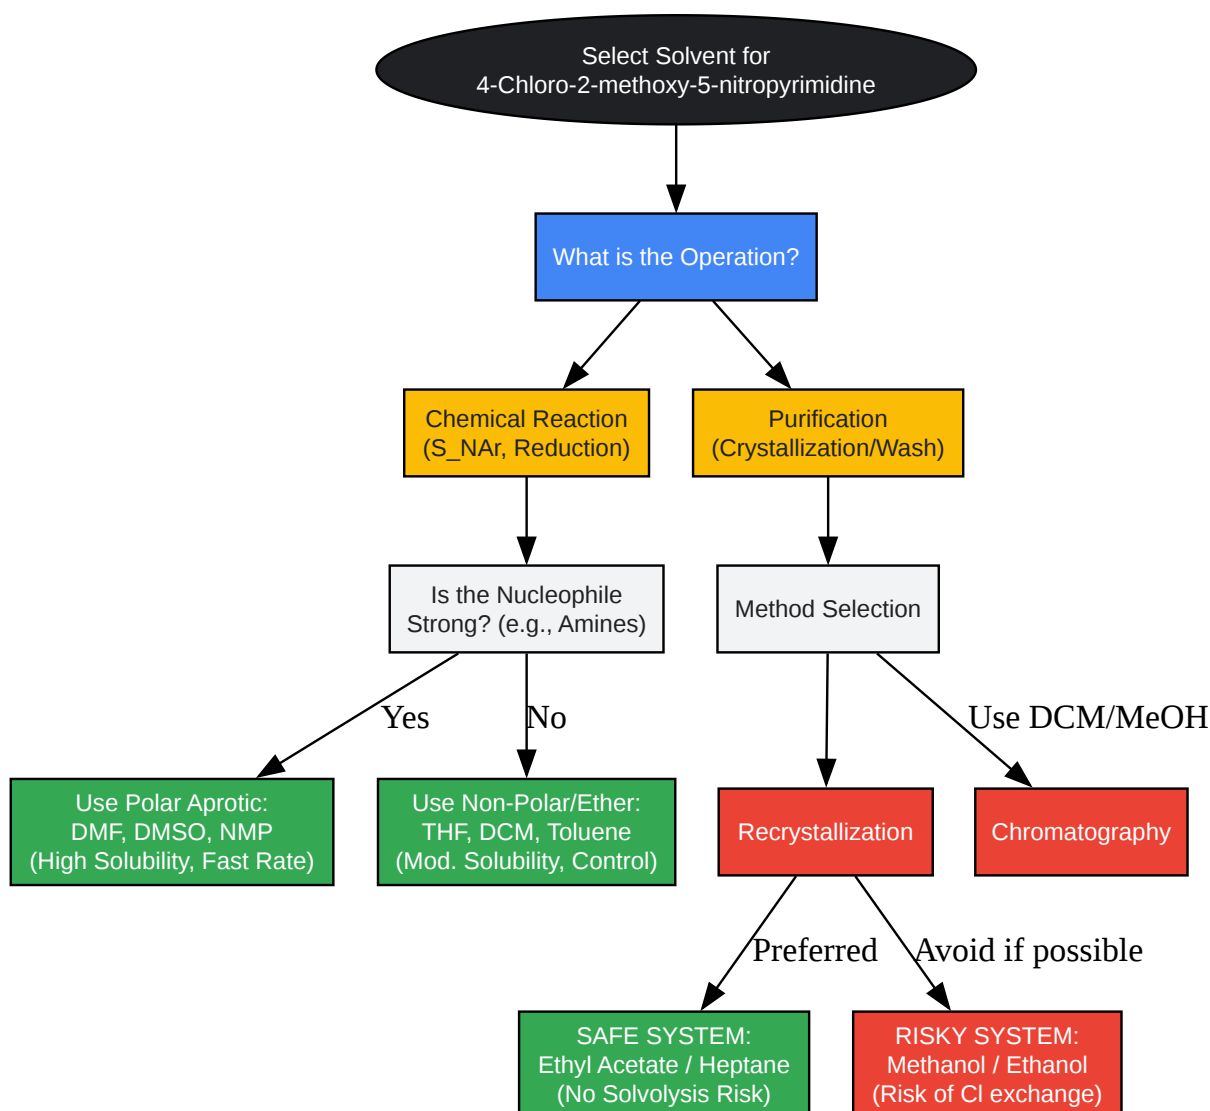 Select Solvent for
4-Chloro-2-methoxy-5-nitropyrimidine
What is the Operation?
Chemical Reaction
(S_NAr, Reduction)
Purification
(Crystallization/Wash)
Is the Nucleophile
Strong? (e.g., Amines)
Method Selection
Yes
No
Use DCM/MeOH
Use Polar Aprotic:
DMF, DMSO, NMP
(High Solubility, Fast Rate)
Use Non-Polar/Ether:
THF, DCM, Toluene
(Mod. Solubility, Control)
Recrystallization
Chromatography
Preferred
Avoid if possible
SAFE SYSTEM:
Ethyl Acetate / Heptane
(No Solvolysis Risk)
RISKY SYSTEM:
Methanol / Ethanol
(Risk of Cl exchange)